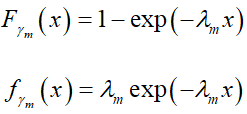 F_{γ_m}(x) = 1 − exp(−λ_m x)
f_{γ_m}(x) = λ_m exp(−λ_m x)